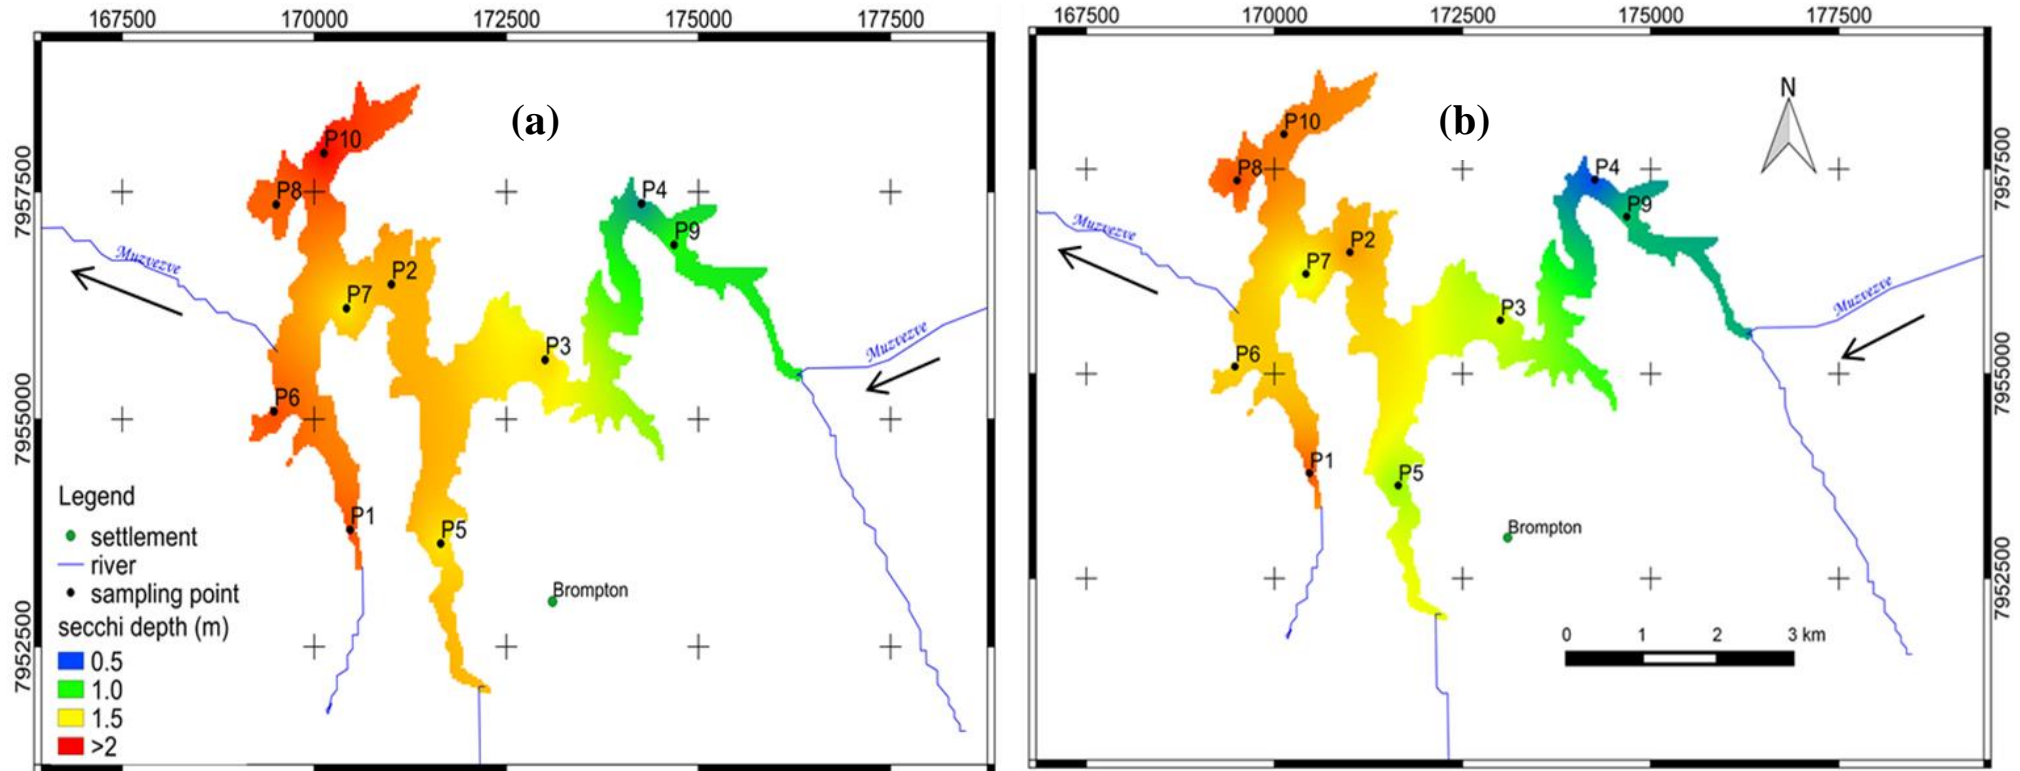 167500 170000 172500 175000 177500
(a)
P10
P8
P4
P9
Muzvezve
P2
P7
P3
Muzvezve
P6
P1
P5
Brompton
7957500
7955000
7952500
Legend
settlement
river
sampling point
secchi depth (m)
0.5
1.0
1.5
>2
167500 170000 172500 175000 177500
(b)
N
P10
P8
P4
P9
Muzvezve
P2
P7
P3
Muzvezve
P6
P1
P5
Brompton
0 1 2 3 km
7957500
7955000
7952500